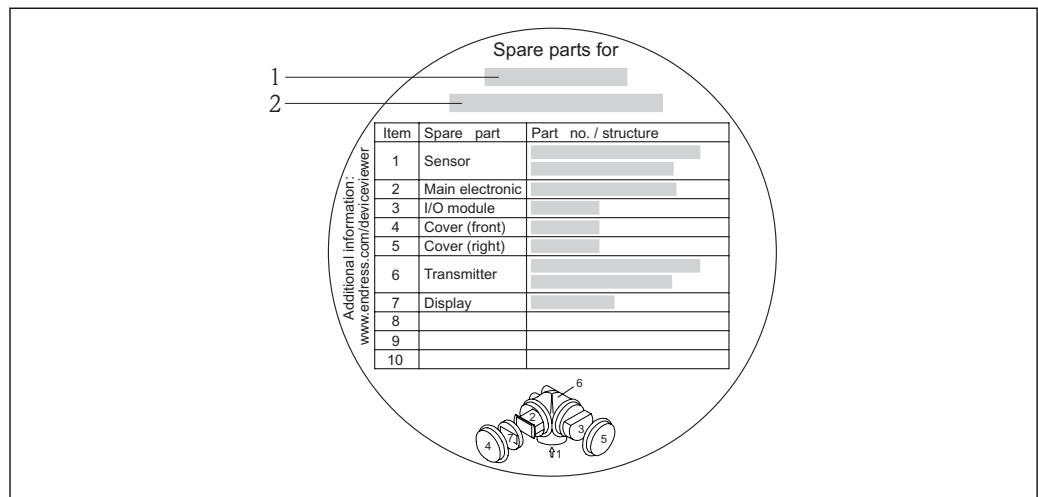 Spare parts for
1
2
Item Spare part Part no. / structure
1 Sensor
2 Main electronic
3 I/O module
4 Cover (front)
5 Cover (right)
6 Transmitter
7 Display
8
9
10
Additional information:
www.endress.com/deviceviewer
6
2
3
4
7
5
1